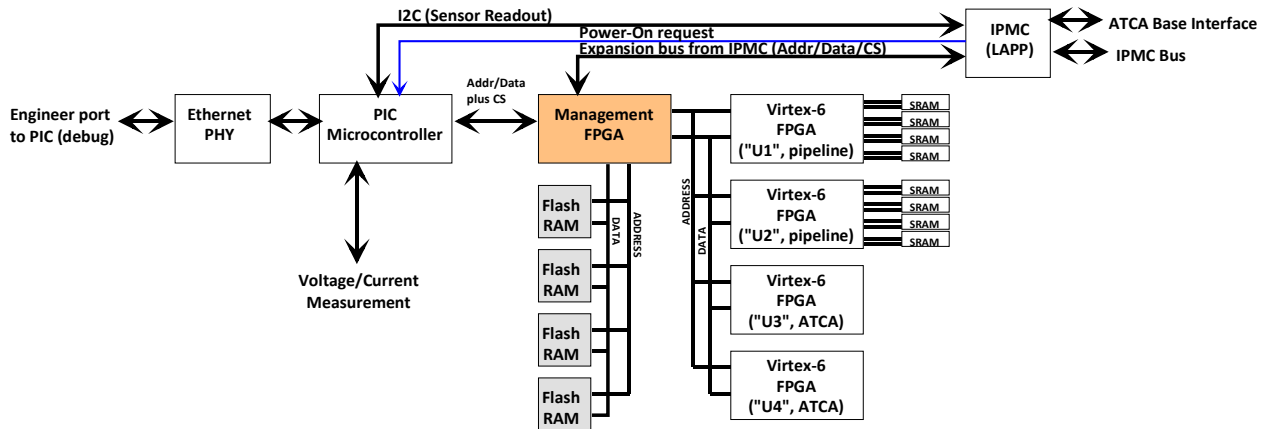 I2C (Sensor Readout)
Power-On request
Expansion bus from IPMC (Addr/Data/CS)
IPMC
(LAPP)
ATCA Base Interface
IPMC Bus
Engineer port
to PIC (debug)
Ethernet
PHY
PIC
Microcontroller
Addr/Data
plus CS
Management
FPGA
Virtex-6
FPGA
("U1", pipeline)
SRAM
SRAM
SRAM
SRAM
Virtex-6
FPGA
("U2", pipeline)
SRAM
SRAM
SRAM
SRAM
Virtex-6
FPGA
("U3", ATCA)
Virtex-6
FPGA
("U4", ATCA)
ADDRESS
DATA
Flash
RAM
Flash
RAM
Flash
RAM
Flash
RAM
DATA
ADDRESS
Voltage/Current
Measurement